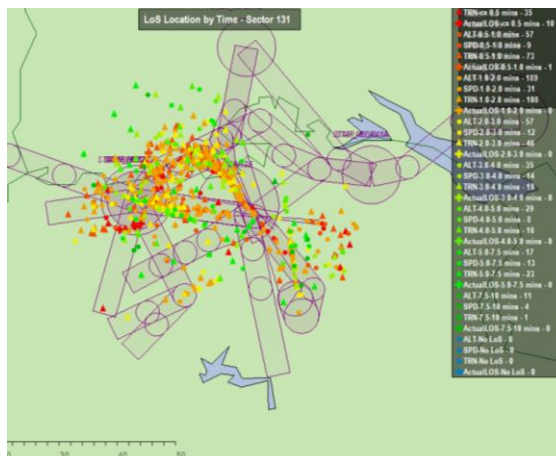 LoS Location by Time - Sector 131
TRN-<= 0.5 mins - 35
ActualLOS-<= 0.5 mins - 10
ALT-0.5-1.0 mins - 57
SPD-0.5-1.0 mins - 9
TRN-0.5-1.0 mins - 73
ActualLOS-0.5-1.0 mins - 1
ALT-1.0-2.0 mins - 189
SPD-1.0-2.0 mins - 31
TRN-1.0-2.0 mins - 108
ActualLOS-1.0-2.0 mins - 0
ALT-2.0-3.0 mins - 57
SPD-2.0-3.0 mins - 12
TRN-2.0-3.0 mins - 46
ActualLOS-2.0-3.0 mins - 0
ALT-3.0-4.0 mins - 23
SPD-3.0-4.0 mins - 14
TRN-3.0-4.0 mins - 19
ActualLOS-3.0-4.0 mins - 0
ALT-4.0-5.0 mins - 29
SPD-4.0-5.0 mins - 8
TRN-4.0-5.0 mins - 16
ActualLOS-4.0-5.0 mins - 0
ALT-5.0-7.5 mins - 17
SPD-5.0-7.5 mins - 13
TRN-5.0-7.5 mins - 23
ActualLOS-5.0-7.5 mins - 0
ALT-7.5-10 mins - 11
SPD-7.5-10 mins - 4
TRN-7.5-10 mins - 1
ActualLOS-7.5-10 mins - 0
ALT-No LoS - 0
SPD-No LoS - 0
TRN-No LoS - 0
ActualLOS-No LoS - 0